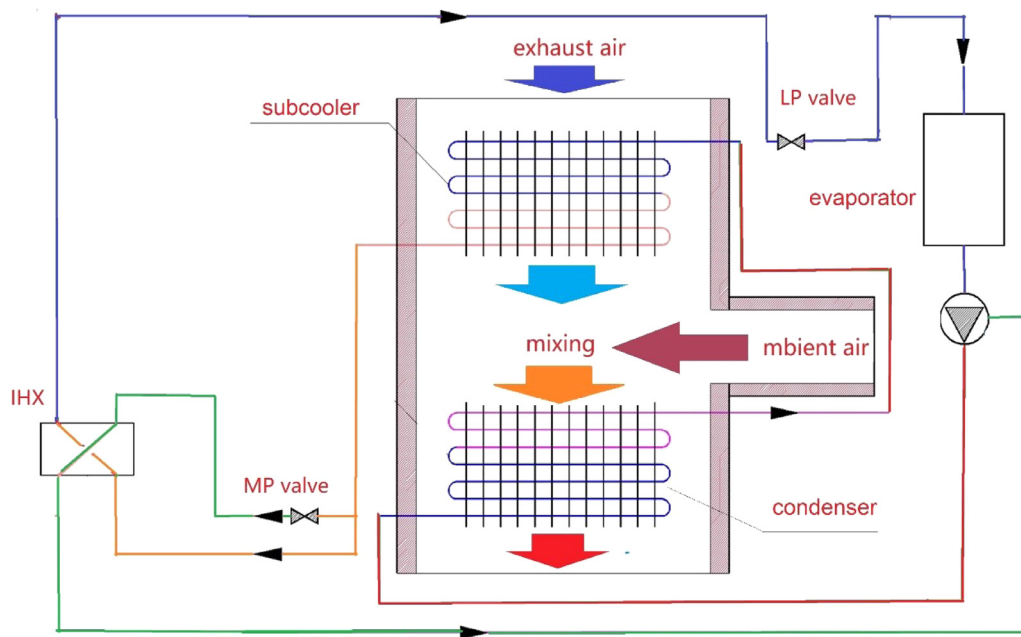 exhaust air
subcooler
LP valve
evaporator
mixing
mbient air
IHX
MP valve
condenser